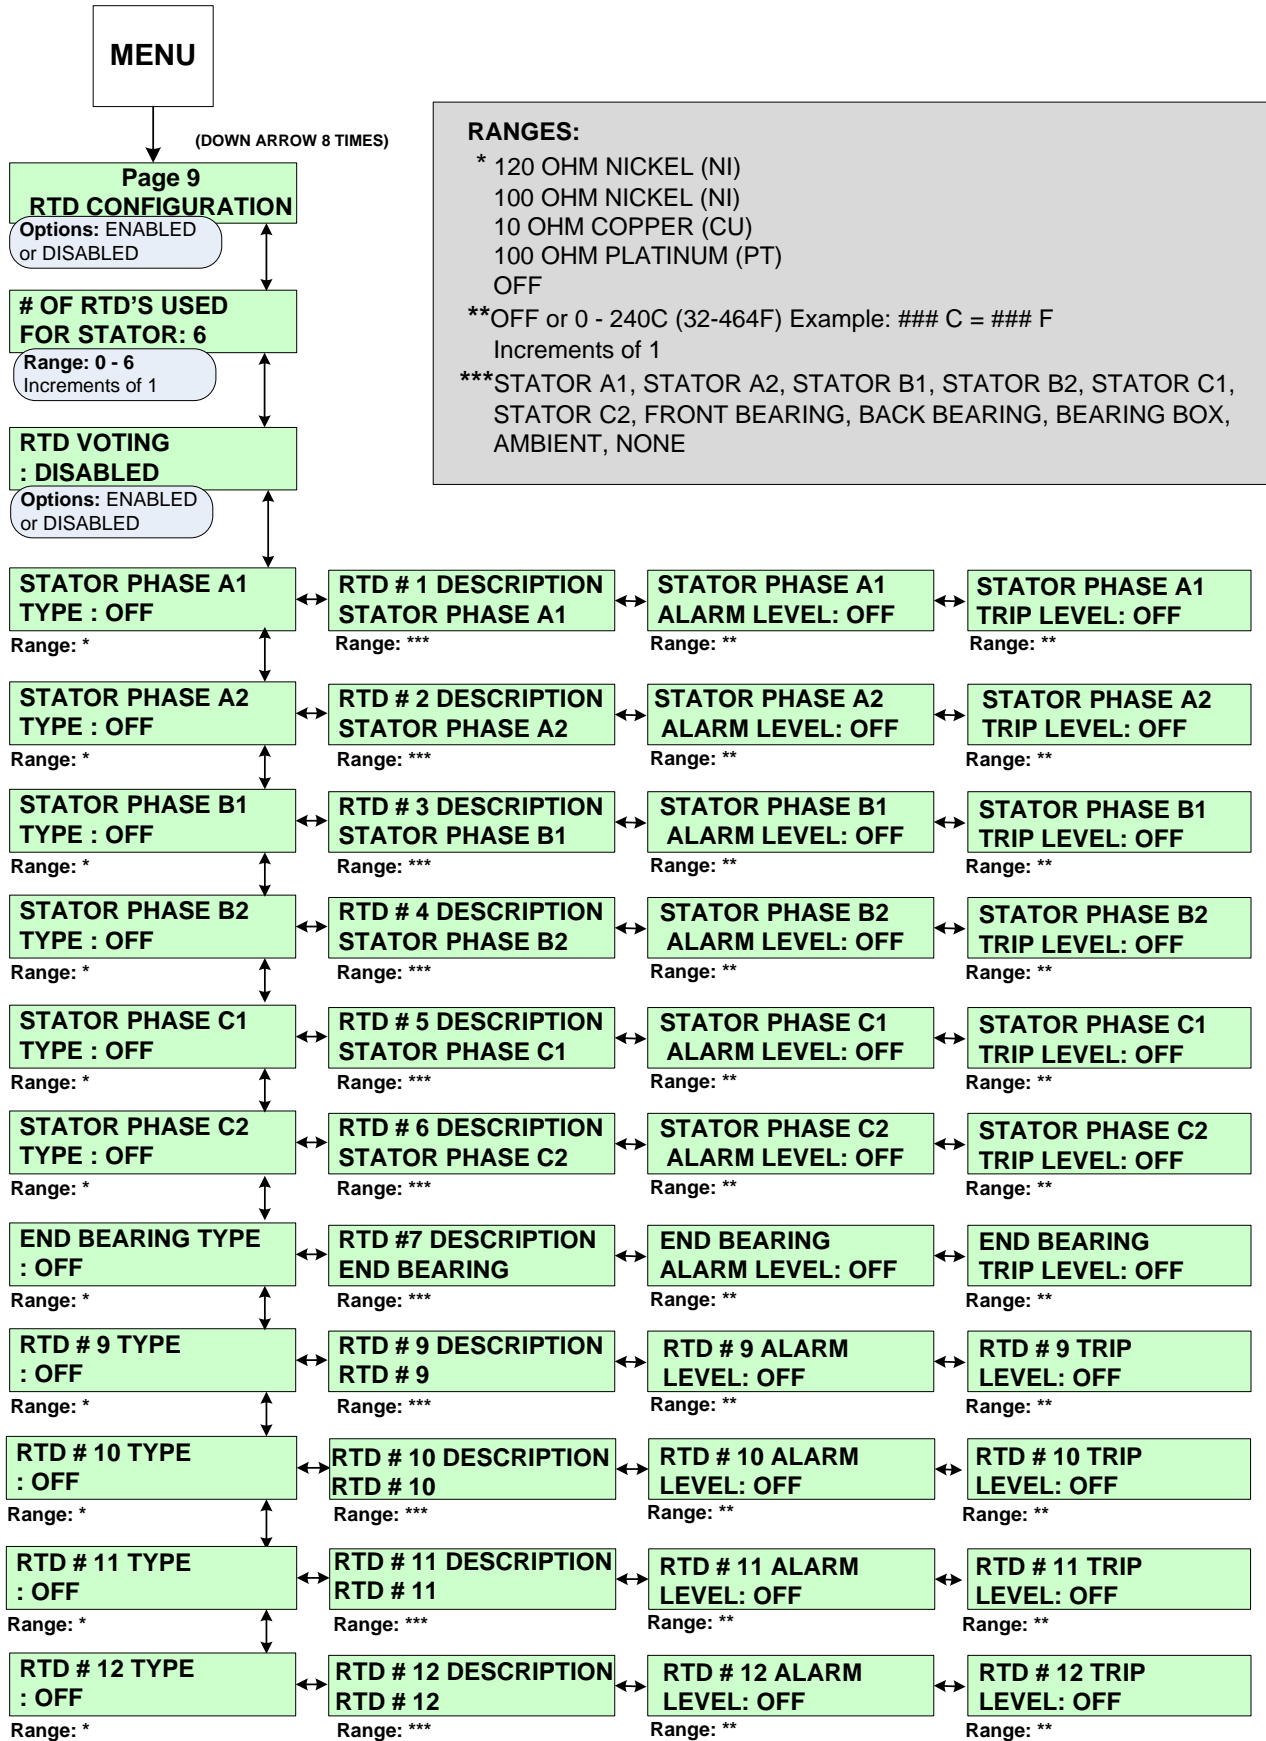 MENU
(DOWN ARROW 8 TIMES)
Page 9
RTD CONFIGURATION
Options: ENABLED
or DISABLED
# OF RTD'S USED
FOR STATOR: 6
Range: 0 - 6
Increments of 1
RTD VOTING
: DISABLED
Options: ENABLED
or DISABLED
RANGES:
* 120 OHM NICKEL (NI)
100 OHM NICKEL (NI)
10 OHM COPPER (CU)
100 OHM PLATINUM (PT)
OFF
**OFF or 0 - 240C (32-464F) Example: ### C = ### F
Increments of 1
***STATOR A1, STATOR A2, STATOR B1, STATOR B2, STATOR C1,
STATOR C2, FRONT BEARING, BACK BEARING, BEARING BOX,
AMBIENT, NONE
STATOR PHASE A1
TYPE : OFF
Range: *
RTD # 1 DESCRIPTION
STATOR PHASE A1
Range: ***
STATOR PHASE A1
ALARM LEVEL: OFF
Range: **
STATOR PHASE A1
TRIP LEVEL: OFF
Range: **
STATOR PHASE A2
TYPE : OFF
Range: *
RTD # 2 DESCRIPTION
STATOR PHASE A2
Range: ***
STATOR PHASE A2
ALARM LEVEL: OFF
Range: **
STATOR PHASE A2
TRIP LEVEL: OFF
Range: **
STATOR PHASE B1
TYPE : OFF
Range: *
RTD # 3 DESCRIPTION
STATOR PHASE B1
Range: ***
STATOR PHASE B1
ALARM LEVEL: OFF
Range: **
STATOR PHASE B1
TRIP LEVEL: OFF
Range: **
STATOR PHASE B2
TYPE : OFF
Range: *
RTD # 4 DESCRIPTION
STATOR PHASE B2
Range: ***
STATOR PHASE B2
ALARM LEVEL: OFF
Range: **
STATOR PHASE B2
TRIP LEVEL: OFF
Range: **
STATOR PHASE C1
TYPE : OFF
Range: *
RTD # 5 DESCRIPTION
STATOR PHASE C1
Range: ***
STATOR PHASE C1
ALARM LEVEL: OFF
Range: **
STATOR PHASE C1
TRIP LEVEL: OFF
Range: **
STATOR PHASE C2
TYPE : OFF
Range: *
RTD # 6 DESCRIPTION
STATOR PHASE C2
Range: ***
STATOR PHASE C2
ALARM LEVEL: OFF
Range: **
STATOR PHASE C2
TRIP LEVEL: OFF
Range: **
END BEARING TYPE
: OFF
Range: *
RTD #7 DESCRIPTION
END BEARING
Range: ***
END BEARING
ALARM LEVEL: OFF
Range: **
END BEARING
TRIP LEVEL: OFF
Range: **
RTD # 9 TYPE
: OFF
Range: *
RTD # 9 DESCRIPTION
RTD # 9
Range: ***
RTD # 9 ALARM
LEVEL: OFF
Range: **
RTD # 9 TRIP
LEVEL: OFF
Range: **
RTD # 10 TYPE
: OFF
Range: *
RTD # 10 DESCRIPTION
RTD # 10
Range: ***
RTD # 10 ALARM
LEVEL: OFF
Range: **
RTD # 10 TRIP
LEVEL: OFF
Range: **
RTD # 11 TYPE
: OFF
Range: *
RTD # 11 DESCRIPTION
RTD # 11
Range: ***
RTD # 11 ALARM
LEVEL: OFF
Range: **
RTD # 11 TRIP
LEVEL: OFF
Range: **
RTD # 12 TYPE
: OFF
Range: *
RTD # 12 DESCRIPTION
RTD # 12
Range: ***
RTD # 12 ALARM
LEVEL: OFF
Range: **
RTD # 12 TRIP
LEVEL: OFF
Range: **